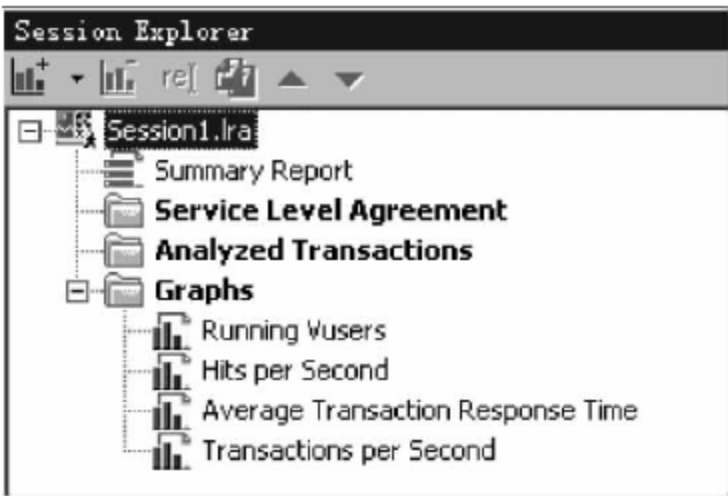 Session Explorer
Session1.lra
Summary Report
Service Level Agreement
Analyzed Transactions
Graphs
Running Vusers
Hits per Second
Average Transaction Response Time
Transactions per Second